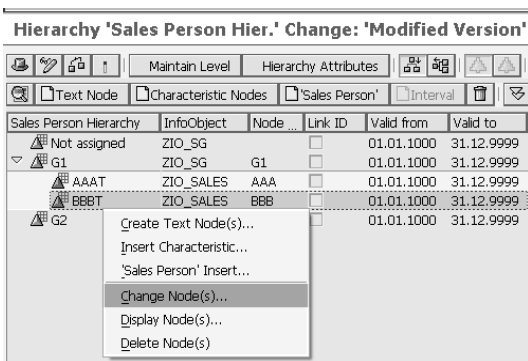 Hierarchy 'Sales Person Hier.' Change: 'Modified Version'
Maintain Level Hierarchy Attributes
Text Node Characteristic Nodes 'Sales Person' Interval
Sales Person Hierarchy InfoObject Node ... Link ID Valid from Valid to
Not assigned ZIO_SG 01.01.1000 31.12.9999
G1 ZIO_SG G1 01.01.1000 31.12.9999
AAAT ZIO_SALES AAA 01.01.1000 31.12.9999
BBBT ZIO_SALES BBB 01.01.1000 31.12.9999
G2 01.01.1000 31.12.9999
Create Text Node(s)...
Insert Characteristic...
'Sales Person' Insert...
Change Node(s)...
Display Node(s)...
Delete Node(s)